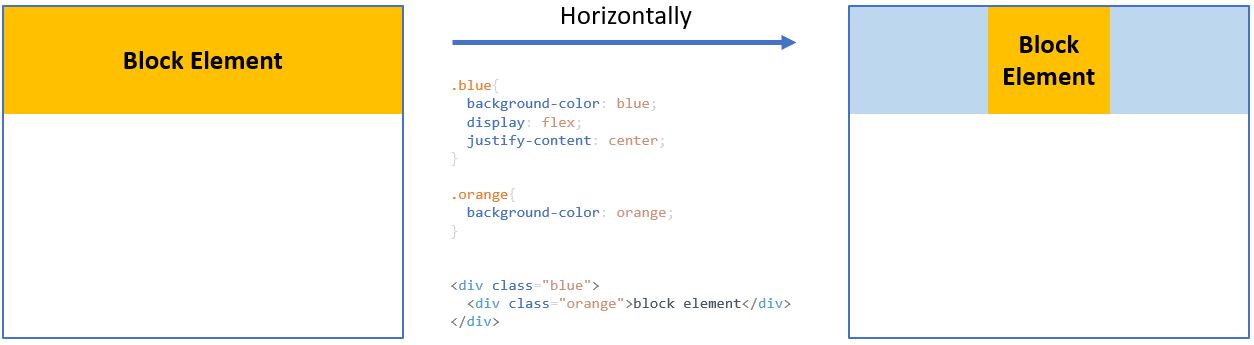 Block Element
Horizontally
.blue{
  background-color: blue;
  display: flex;
  justify-content: center;
}
.orange{
  background-color: orange;
}
<div class="blue">
  <div class="orange">block element</div>
</div>
Block
Element